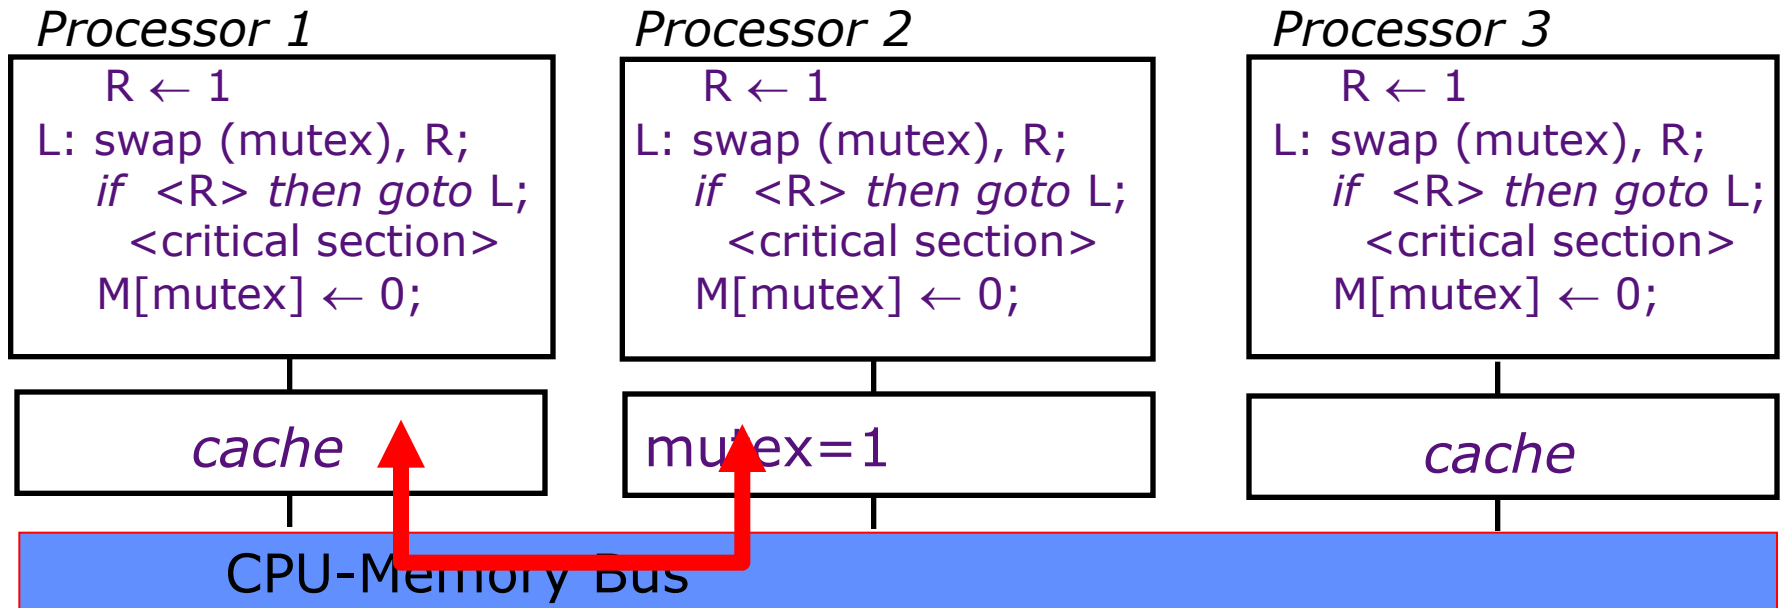 Processor 1
R ← 1
L: swap (mutex), R;
if <R> then goto L;
<critical section>
M[mutex] ← 0;
cache
Processor 2
R ← 1
L: swap (mutex), R;
if <R> then goto L;
<critical section>
M[mutex] ← 0;
mutex=1
Processor 3
R ← 1
L: swap (mutex), R;
if <R> then goto L;
<critical section>
M[mutex] ← 0;
cache
CPU-Memory Bus